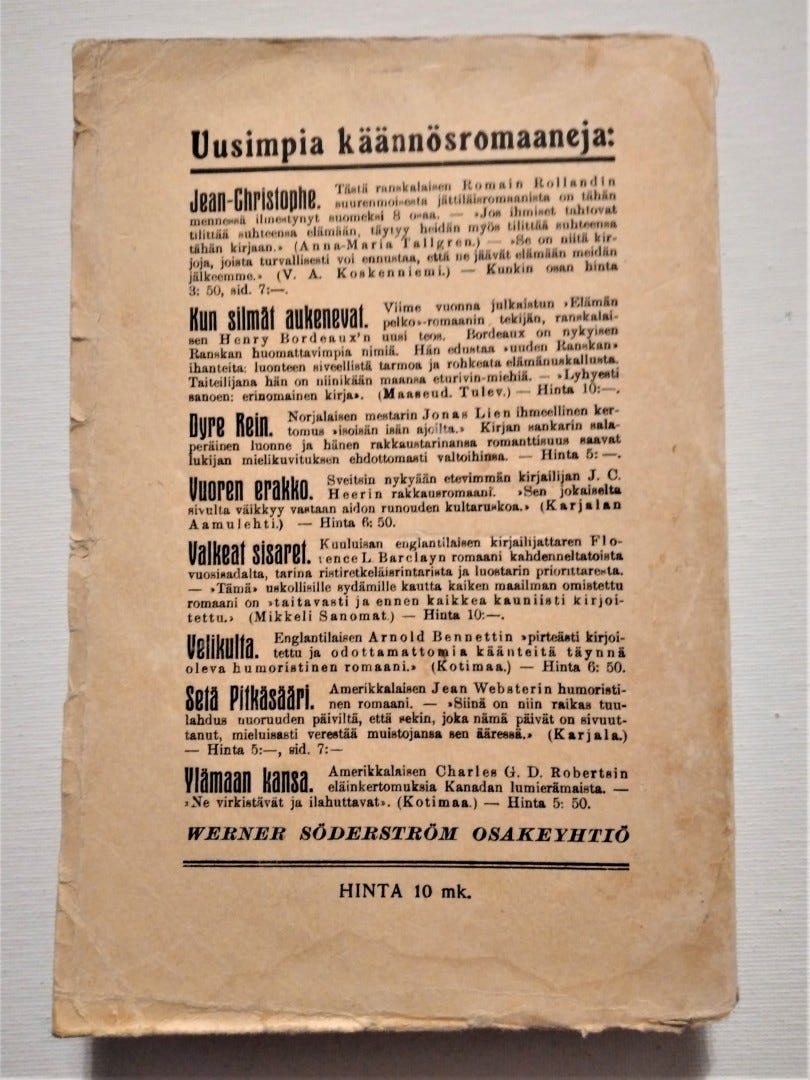 Uusimpia käännösromaaneja:
Jean-Christophe. Tästä ranskalaisen Romain Rollandin
suurenmoisesta jättiläisromaanista on tähän
mennessä ilmestynyt suomeksi 8 osaa. — »Jos ihmiset tahtovat
tilittää suhteensa elämään, täytyy heidän myös tilittää suhteensa
tähän kirjaan.» (Anna-Maria Tallgren.) — »Se on niitä kir-
joja, joista turvallisesti voi ennustaa, että ne jäävät elämään meidän
jälkeemme.» (V. A. Koskenniemi.) — Kunkin osan hinta
3: 50, sid. 7:—.
Kun silmät aukenevat. Viime vuonna julkaistun »Elämän
pelko»-romaanin tekijän, ranskalai-
sen Henry Bordeaux'n uusi teos. Bordeaux on nykyisen
Ranskan huomattavimpia nimiä. Hän edustaa »uuden Ranskan»
ihanteita: luonteen siveellistä tarmoa ja rohkeata elämänuskallusta.
Taiteilijana hän on niinikään maansa eturivin-miehiä. — »Lyhyesti
sanoen: erinomainen kirja». (Maaseud. Tulev.) — Hinta 10:—.
Dyre Rein. Norjalaisen mestarin Jonas Lien ihmeellinen ker-
tomus »isoisän isän ajoilta.» Kirjan sankarin sala-
peräinen luonne ja hänen rakkaustarinansa romanttisuus saavat
lukijan mielikuvituksen ehdottomasti valtoihinsa. — Hinta 5: —.
Vuoren erakko. Sveitsin nykyään etevimmän kirjailijan J. C.
Heerin rakkausromaani. »Sen jokaiselta
sivulta väikkyy vastaan aidon runouden kultaruskoa.» (Karjalan
Aamulehti.) — Hinta 6: 50.
Valkeat sisaret. Kuuluisan englantilaisen kirjailijattaren Flo-
rence L. Barclayn romaani kahdenneltatoista
vuosisadalta, tarina ristiretkeläisrintarista ja luostarin priorittaresta.
— »Tämä» uskollisille sydämille kautta kaiken maailman omistettu
romaani on »taitavasti ja ennen kaikkea kauniisti kirjoi-
tettu.» (Mikkeli Sanomat.) — Hinta 10:—.
Velikulta. Englantilaisen Arnold Bennettin »pirteästi kirjoi-
tettu ja odottamattomia käänteitä täynnä
oleva humoristinen romaani.» (Kotimaa.) — Hinta 6: 50.
Setä Pitkäsääri. Amerikkalaisen Jean Websterin humoristi-
nen romaani. — »Siinä on niin raikas tuu-
lahdus nuoruuden päiviltä, että sekin, joka nämä päivät on sivuut-
tanut, mieluisasti verestää muistojansa sen ääressä.» (Karjala.)
— Hinta 5:—, sid. 7:—
Ylämaan kansa. Amerikkalaisen Charles G. D. Robertsin
eläinkertomuksia Kanadan lumierämaista. —
»Ne virkistävät ja ilahuttavat». (Kotimaa.) — Hinta 5: 50.
WERNER SÖDERSTRÖM OSAKEYHTIÖ
HINTA 10 mk.